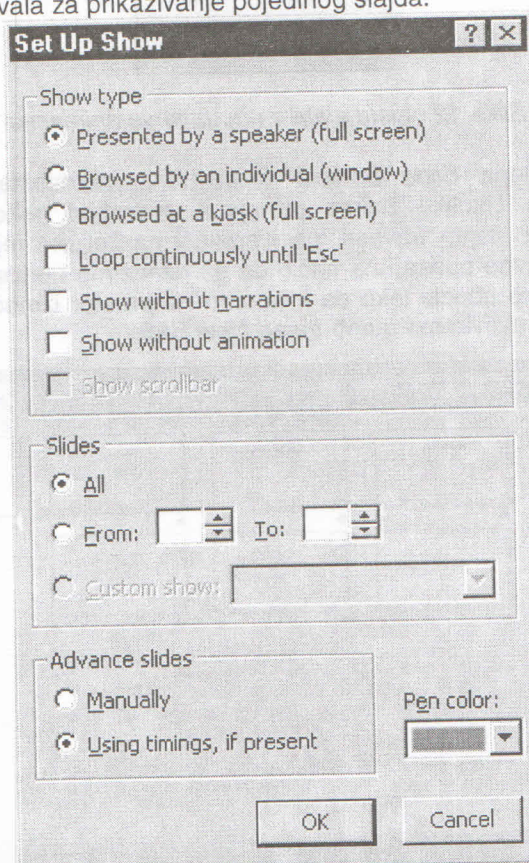 vala za prikazivanje pojedinog slajda.
Set Up Show ? ×
Show type
Presented by a speaker (full screen)
Browsed by an individual (window)
Browsed at a kiosk (full screen)
Loop continuously until 'Esc'
Show without narrations
Show without animation
Show scrollbar
Slides
All
From: To:
Custom show:
Advance slides
Manually
Using timings, if present
Pen color:
OK Cancel